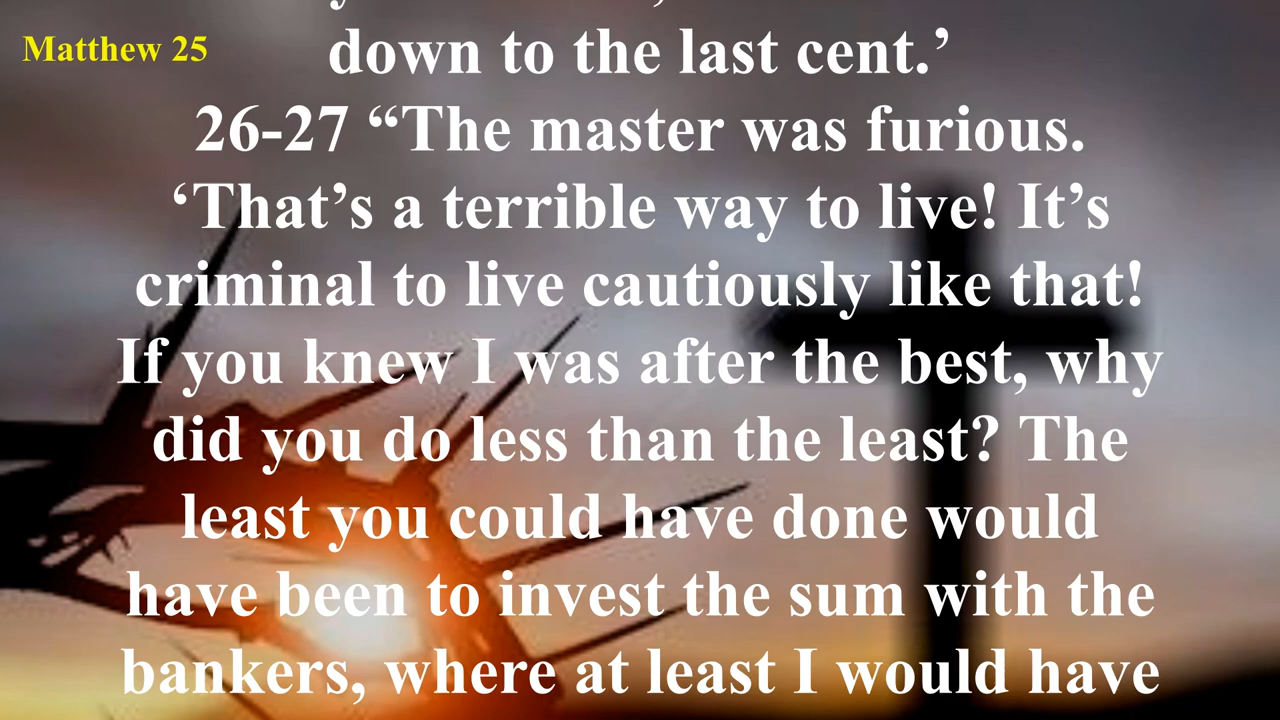 Matthew 25
down to the last cent.’
26-27 “The master was furious.
‘That’s a terrible way to live! It’s
criminal to live cautiously like that!
If you knew I was after the best, why
did you do less than the least? The
least you could have done would
have been to invest the sum with the
bankers, where at least I would have